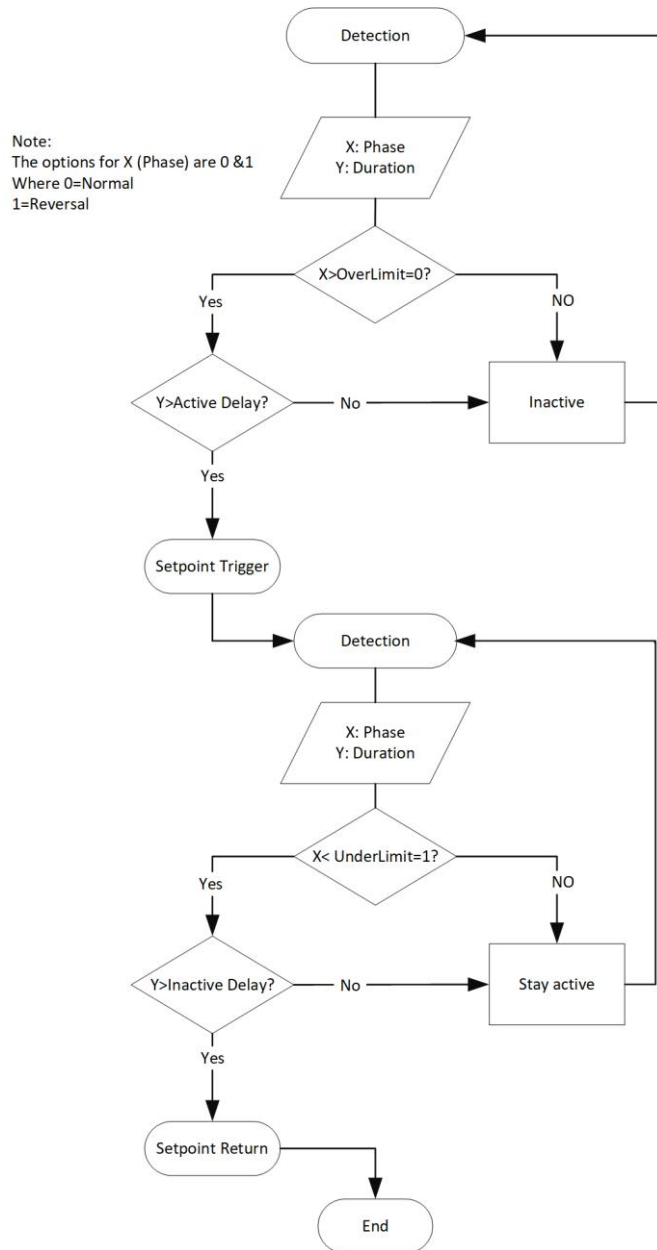 Detection
Note:
The options for X (Phase) are 0 &1
Where 0=Normal
1=Reversal
X: Phase
Y: Duration
X>OverLimit=0?
Yes
NO
Y>Active Delay?
No
Inactive
Yes
Setpoint Trigger
Detection
X: Phase
Y: Duration
X< UnderLimit=1?
Yes
NO
Y>Inactive Delay?
No
Stay active
Yes
Setpoint Return
End